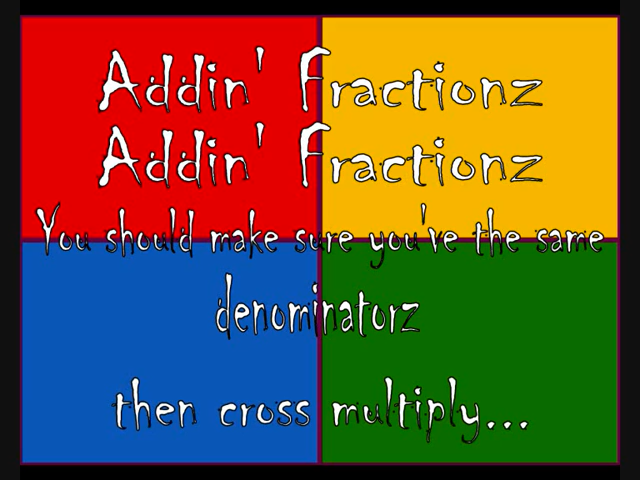 Addin' Fractionz
Addin' Fractionz
You should make sure you've the same
denominatorz
then cross multiply...